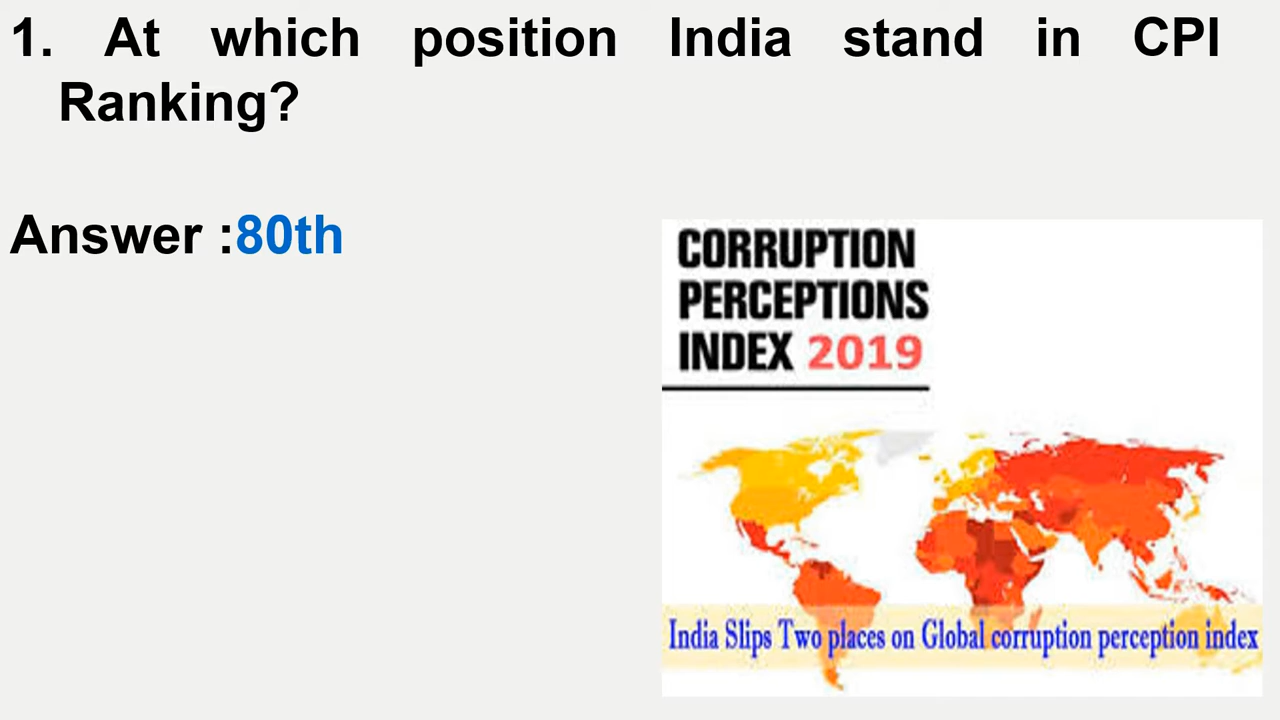 1. At which position India stand in CPI
Ranking?
Answer :80th
CORRUPTION
PERCEPTIONS
INDEX 2019
India Slips Two places on Global corruption perception index